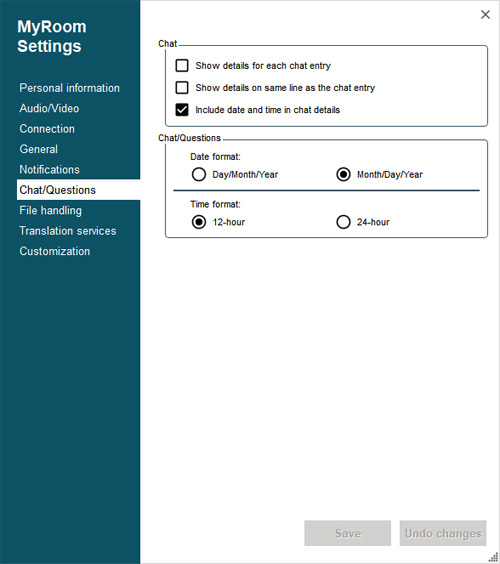 MyRoom
Settings
Personal information
Audio/Video
Connection
General
Notifications
Chat/Questions
File handling
Translation services
Customization
Chat
Show details for each chat entry
Show details on same line as the chat entry
Include date and time in chat details
Chat/Questions
Date format:
Day/Month/Year Month/Day/Year
Time format:
12-hour 24-hour
Save Undo changes